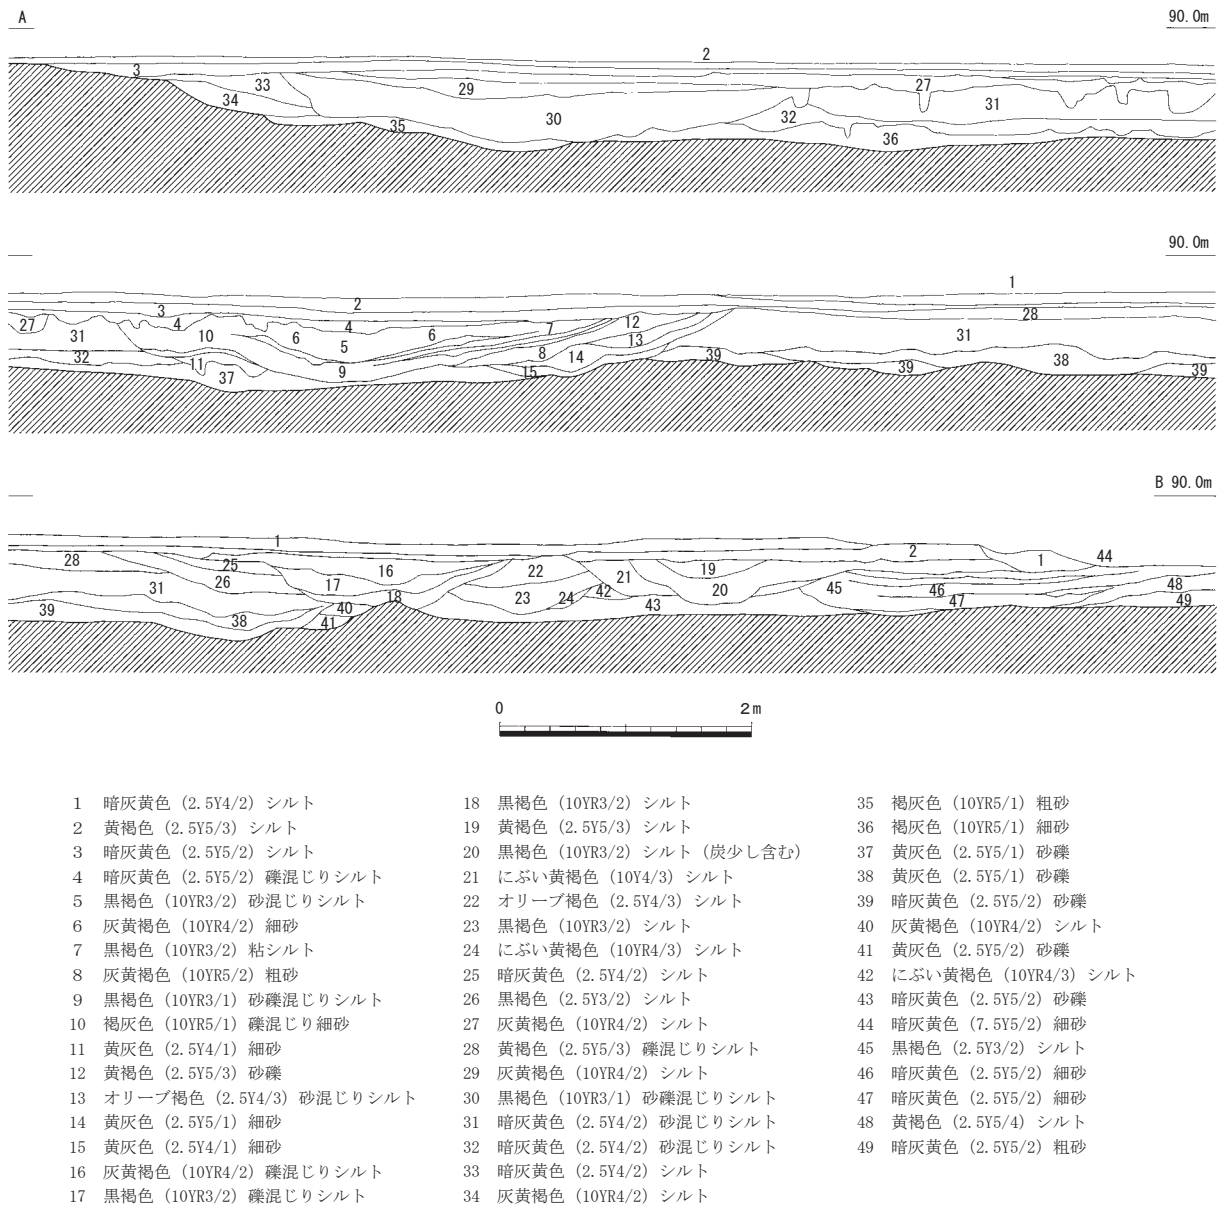 A
90.0m
2
3
33
29
27
34
31
30
32
35
36
90.0m
1
2
3
28
27
4
4
7
12
31
10
6
6
13
31
5
8
32
11
14
39
38
9
15
39
39
37
B 90.0m
1
2
1
44
28
25
16
22
19
26
21
48
31
17
42
20
45
46
18
23
24
43
47
49
39
40
38
41
0 2m
1 暗灰黄色（2.5Y4/2）シルト
2 黄褐色（2.5Y5/3）シルト
3 暗灰黄色（2.5Y5/2）シルト
4 暗灰黄色（2.5Y5/2）礫混じりシルト
5 黒褐色（10YR3/2）砂混じりシルト
6 灰黄褐色（10YR4/2）細砂
7 黒褐色（10YR3/2）粘シルト
8 灰黄褐色（10YR5/2）粗砂
9 黒褐色（10YR3/1）砂礫混じりシルト
10 褐灰色（10YR5/1）礫混じり細砂
11 黄灰色（2.5Y4/1）細砂
12 黄褐色（2.5Y5/3）砂礫
13 オリーブ褐色（2.5Y4/3）砂混じりシルト
14 黄灰色（2.5Y5/1）細砂
15 黄灰色（2.5Y4/1）細砂
16 灰黄褐色（10YR4/2）礫混じりシルト
17 黒褐色（10YR3/2）礫混じりシルト
18 黒褐色（10YR3/2）シルト
19 黄褐色（2.5Y5/3）シルト
20 黒褐色（10YR3/2）シルト（炭少し含む）
21 にぶい黄褐色（10Y4/3）シルト
22 オリーブ褐色（2.5Y4/3）シルト
23 黒褐色（10YR3/2）シルト
24 にぶい黄褐色（10YR4/3）シルト
25 暗灰黄色（2.5Y4/2）シルト
26 黒褐色（2.5Y3/2）シルト
27 灰黄褐色（10YR4/2）シルト
28 黄褐色（2.5Y5/3）礫混じりシルト
29 灰黄褐色（10YR4/2）シルト
30 黒褐色（10YR3/1）砂礫混じりシルト
31 暗灰黄色（2.5Y4/2）砂混じりシルト
32 暗灰黄色（2.5Y4/2）砂混じりシルト
33 暗灰黄色（2.5Y4/2）シルト
34 灰黄褐色（10YR4/2）シルト
35 褐灰色（10YR5/1）粗砂
36 褐灰色（10YR5/1）細砂
37 黄灰色（2.5Y5/1）砂礫
38 黄灰色（2.5Y5/1）砂礫
39 暗灰黄色（2.5Y5/2）砂礫
40 灰黄褐色（10YR4/2）シルト
41 黄灰色（2.5Y5/2）砂礫
42 にぶい黄褐色（10YR4/3）シルト
43 暗灰黄色（2.5Y5/2）砂礫
44 暗灰黄色（7.5Y5/2）細砂
45 黒褐色（2.5Y3/2）シルト
46 暗灰黄色（2.5Y5/2）細砂
47 暗灰黄色（2.5Y5/2）細砂
48 黄褐色（2.5Y5/4）シルト
49 暗灰黄色（2.5Y5/2）粗砂